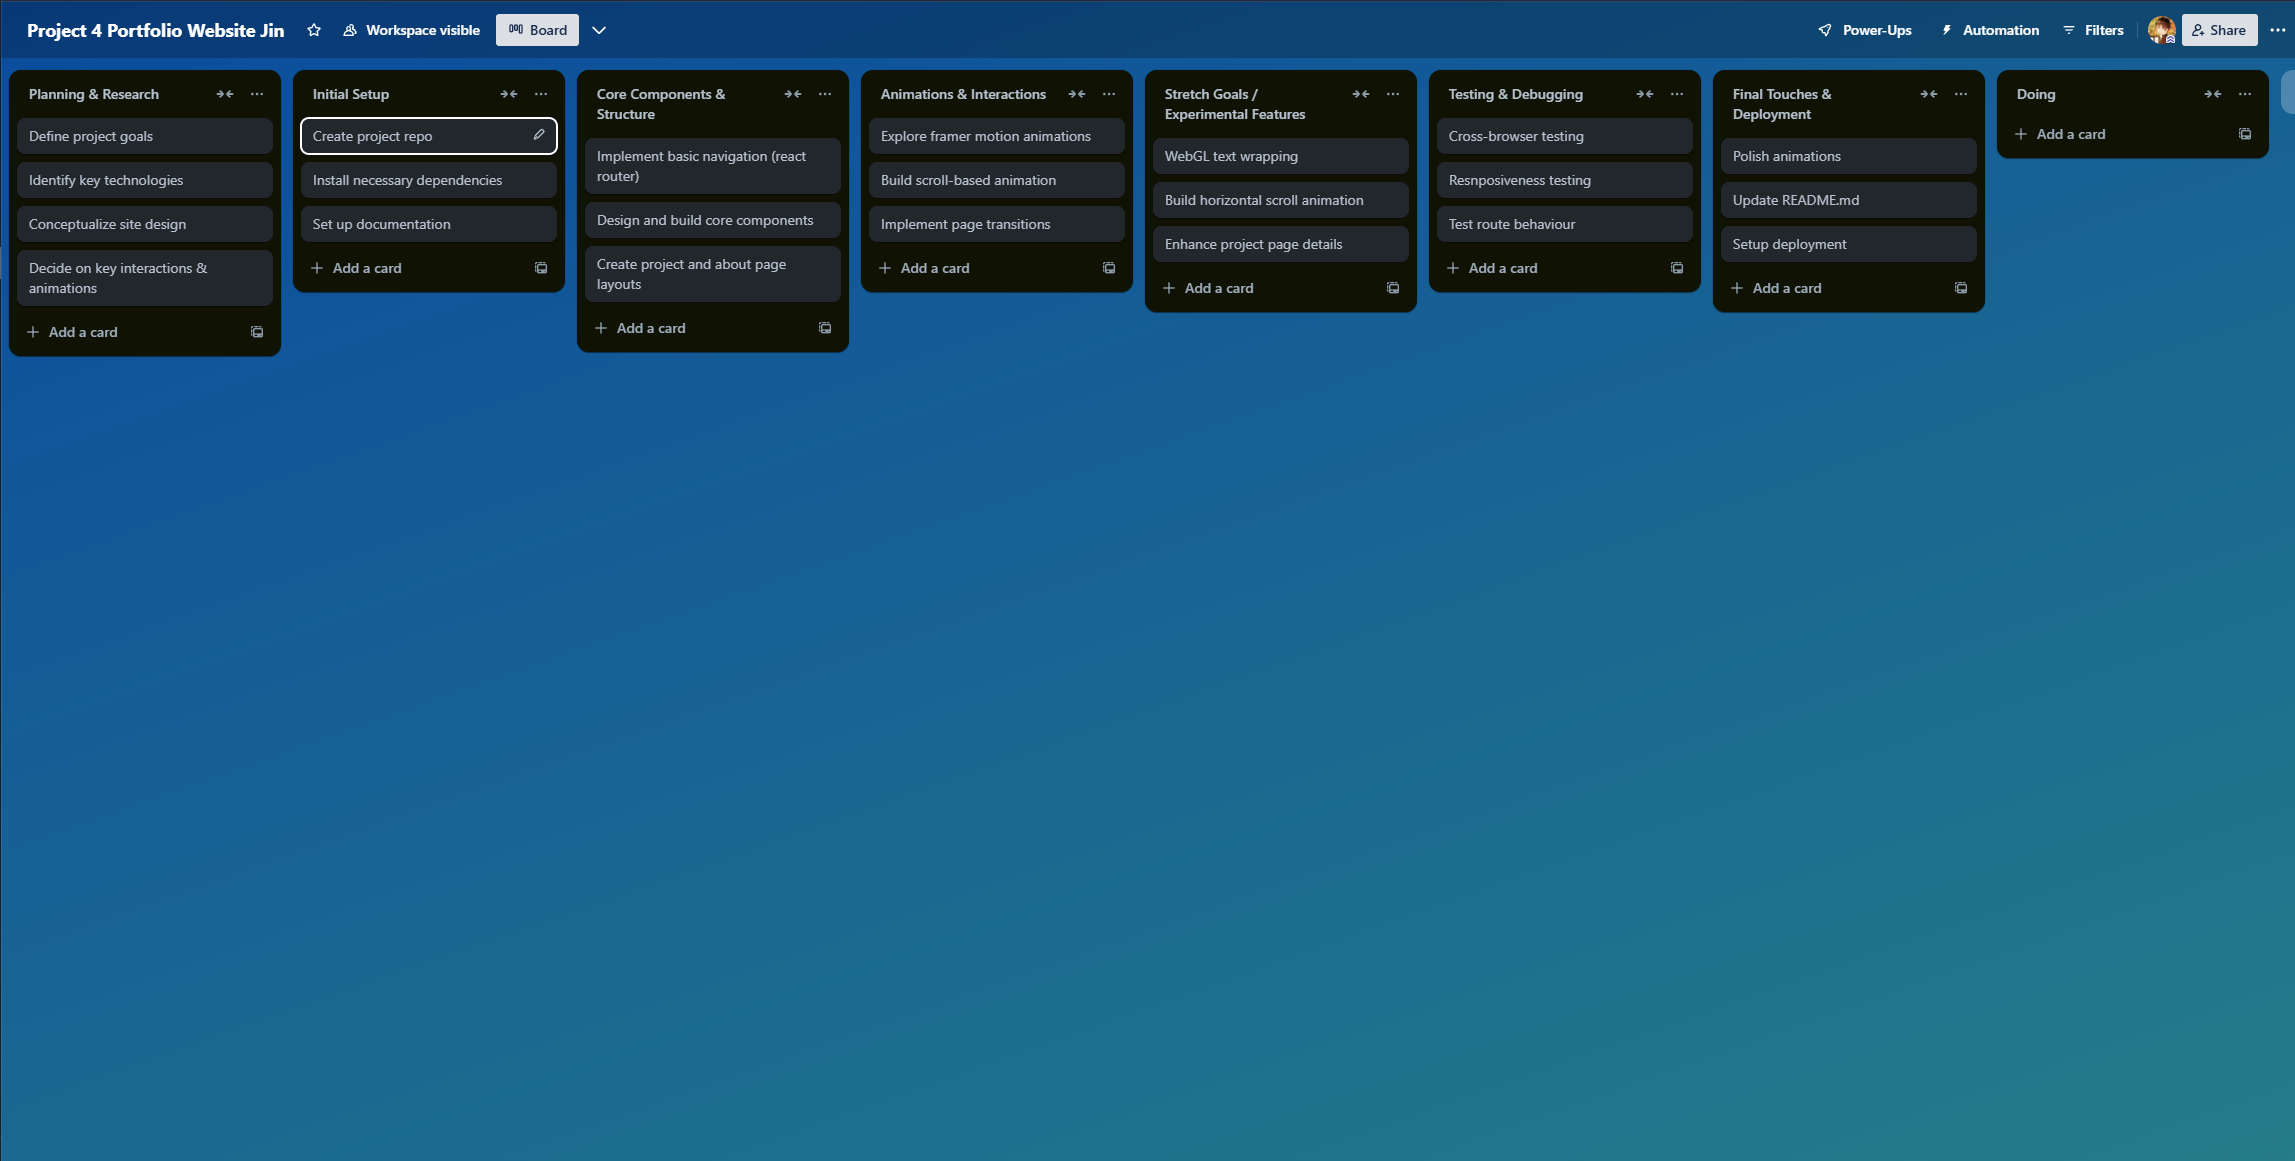 Project 4 Portfolio Website Jin
Workspace visible
Board
Power-Ups
Automation
Filters
Share
Planning & Research
Define project goals
Identify key technologies
Conceptualize site design
Decide on key interactions &
animations
Add a card
Initial Setup
Create project repo
Install necessary dependencies
Set up documentation
Add a card
Core Components &
Structure
Implement basic navigation (react
router)
Design and build core components
Create project and about page
layouts
Add a card
Animations & Interactions
Explore framer motion animations
Build scroll-based animation
Implement page transitions
Add a card
Stretch Goals /
Experimental Features
WebGL text wrapping
Build horizontal scroll animation
Enhance project page details
Add a card
Testing & Debugging
Cross-browser testing
Resnposiveness testing
Test route behaviour
Add a card
Final Touches &
Deployment
Polish animations
Update README.md
Setup deployment
Add a card
Doing
Add a card